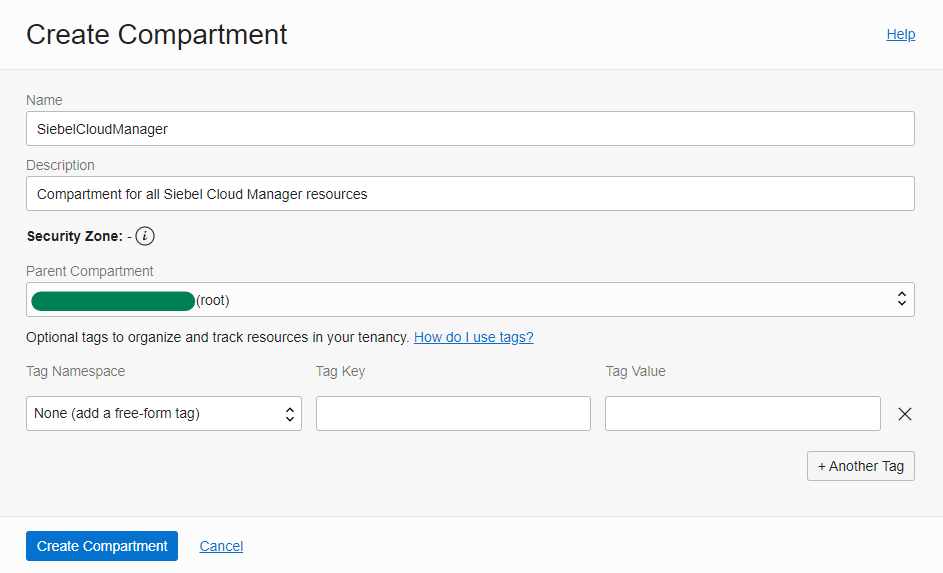 Create Compartment
Help
Name
SiebelCloudManager
Description
Compartment for all Siebel Cloud Manager resources
Security Zone: - i
Parent Compartment
(root)
Optional tags to organize and track resources in your tenancy. How do I use tags?
Tag Namespace Tag Key Tag Value
None (add a free-form tag)
+ Another Tag
Create Compartment Cancel